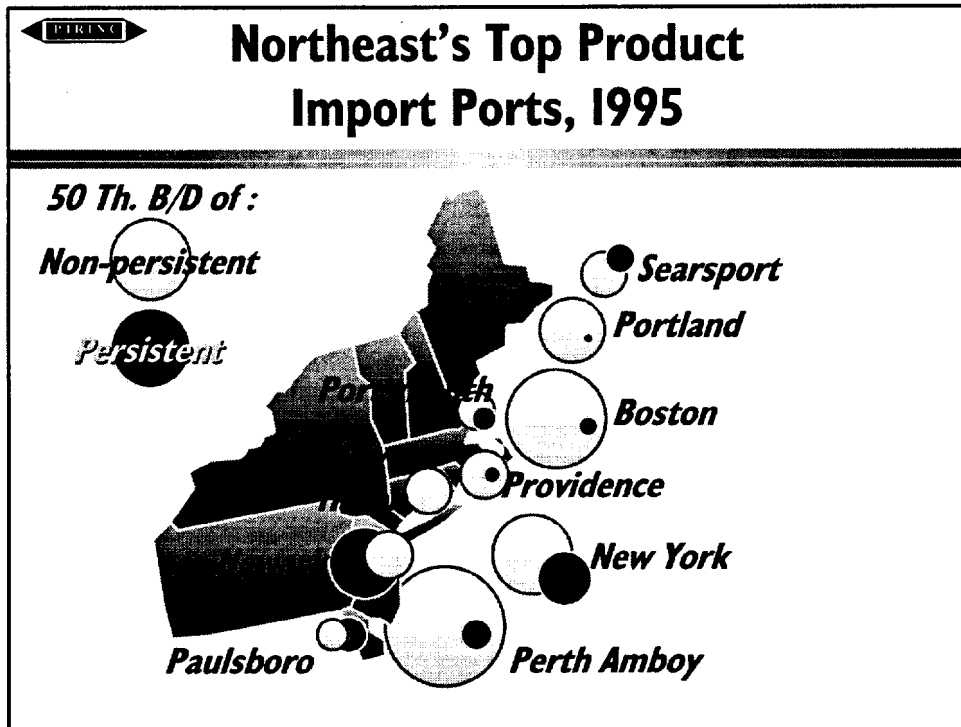 PIRINC
Northeast's Top Product
Import Ports, 1995
50 Th. B/D of :
Non-persistent
Persistent
Searsport
Portland
Portsmouth
Boston
Providence
New York
Paulsboro
Perth Amboy